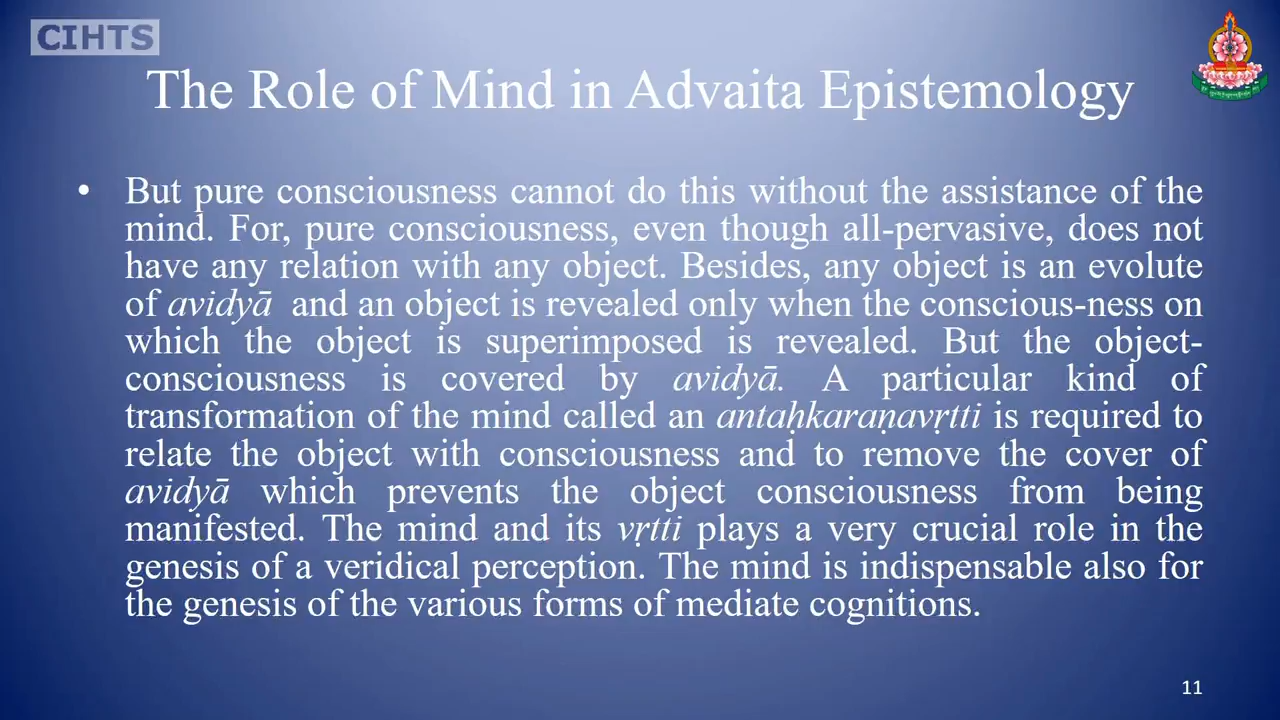 CIHTS
The Role of Mind in Advaita Epistemology
• But pure consciousness cannot do this without the assistance of the
mind. For, pure consciousness, even though all-pervasive, does not
have any relation with any object. Besides, any object is an evolute
of avidyā and an object is revealed only when the conscious-ness on
which the object is superimposed is revealed. But the object-
consciousness is covered by avidyā. A particular kind of
transformation of the mind called an antaḥkaraṇavṛtti is required to
relate the object with consciousness and to remove the cover of
avidyā which prevents the object consciousness from being
manifested. The mind and its vṛtti plays a very crucial role in the
genesis of a veridical perception. The mind is indispensable also for
the genesis of the various forms of mediate cognitions.
11